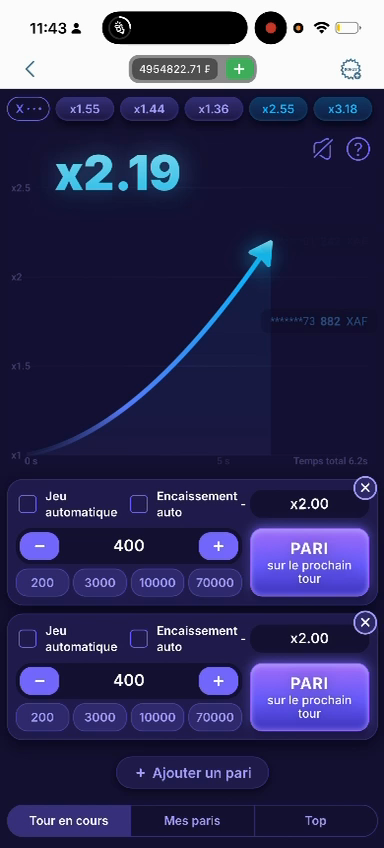 11:43
4954822.71 ₣
X ···
x1.55
x1.44
x1.36
x2.55
x3.18
x2.19
x2.5
x2
*******73 882 XAF
x1.5
x1
0 s
5 s
Temps total 6.2s
Jeu automatique
Encaissement auto
-
x2.00
400
200
3000
10000
70000
PARI
sur le prochain
tour
Jeu automatique
Encaissement auto
-
x2.00
400
200
3000
10000
70000
PARI
sur le prochain
tour
+ Ajouter un pari
Tour en cours
Mes paris
Top